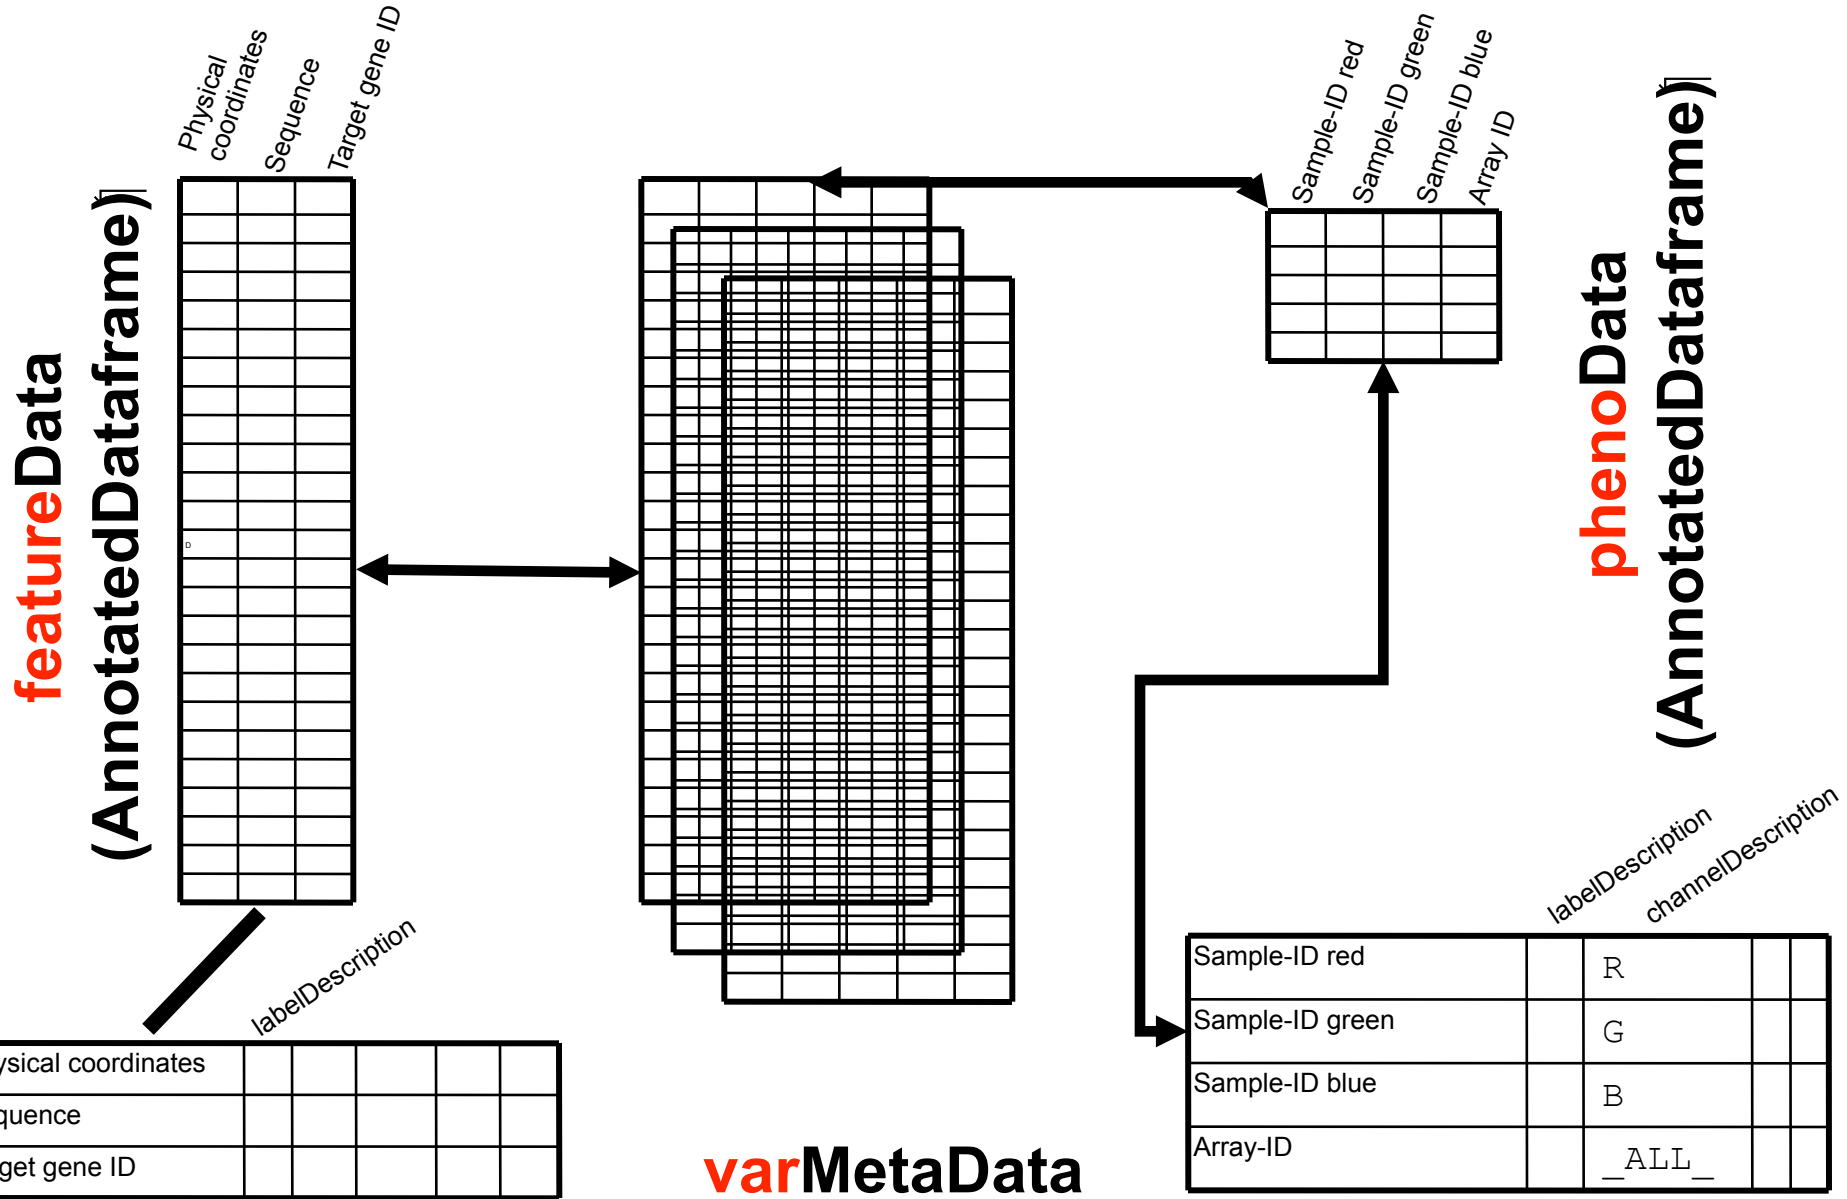 Physical
coordinates
Sequence
Target gene ID
Sample-ID red
Sample-ID green
Sample-ID blue
Array ID
featureData
(AnnotatedDataframe)
D
phenoData
(AnnotatedDataframe)
labelDescription
ysical coordinates
quence
get gene ID
varMetaData
labelDescription
channelDescription
Sample-ID red R
Sample-ID green G
Sample-ID blue B
Array-ID _ALL_